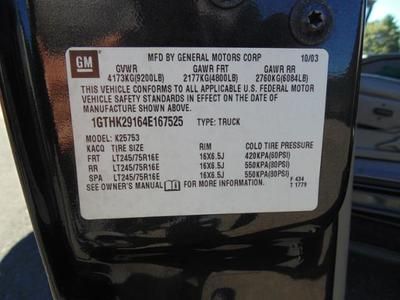 GM
MFD BY GENERAL MOTORS CORP 10/03
GVWR GAWR FRT GAWR RR
4173KG(9200LB) 2177KG(4800LB) 2760KG(6084LB)
THIS VEHICLE CONFORMS TO ALL APPLICABLE U.S. FEDERAL MOTOR
VEHICLE SAFETY STANDARDS IN EFFECT ON THE DATE OF
MANUFACTURE SHOWN ABOVE.
1GTHK29164E167525 TYPE: TRUCK
MODEL: K25753
KACO TIRE SIZE RIM COLD TIRE PRESSURE
FRT LT245/75R16E 16X6.5J 420KPA(60PSI)
RR LT245/75R16E 16X6.5J 550KPA(80PSI)
SPA LT245/75R16E 16X6.5J 550KPA(80PSI)
SEE OWNER'S MANUAL FOR MORE INFORMATION.
F 434
T 1779